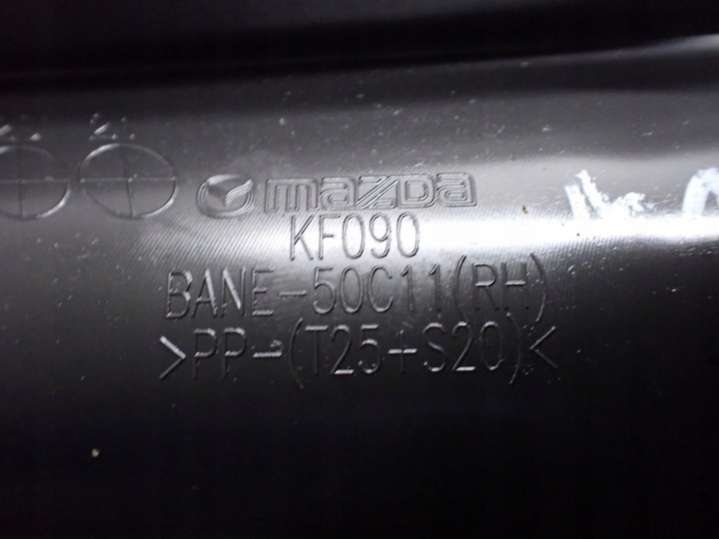 mazda
KF090
BANE-50C11(RH)
>PP-(T25+S20)<